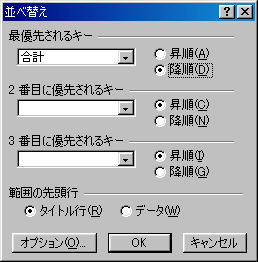 並べ替え
最優先されるキー
合計
昇順(A)
降順(D)
2 番目に優先されるキー
昇順(C)
降順(N)
3 番目に優先されるキー
昇順(I)
降順(G)
範囲の先頭行
タイトル行(R)
データ(W)
オプション(O)...
OK
キャンセル